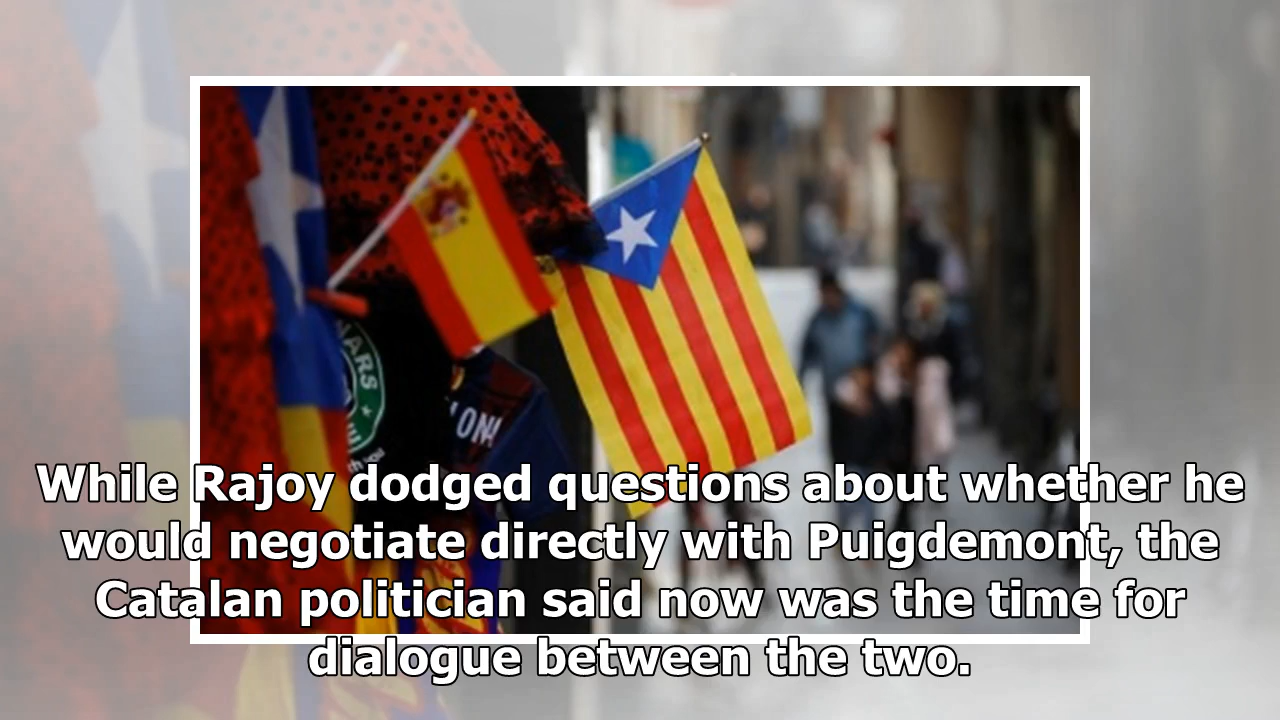 ON!
While Rajoy dodged questions about whether he
would negotiate directly with Puigdemont, the
Catalan politician said now was the time for
dialogue between the two.